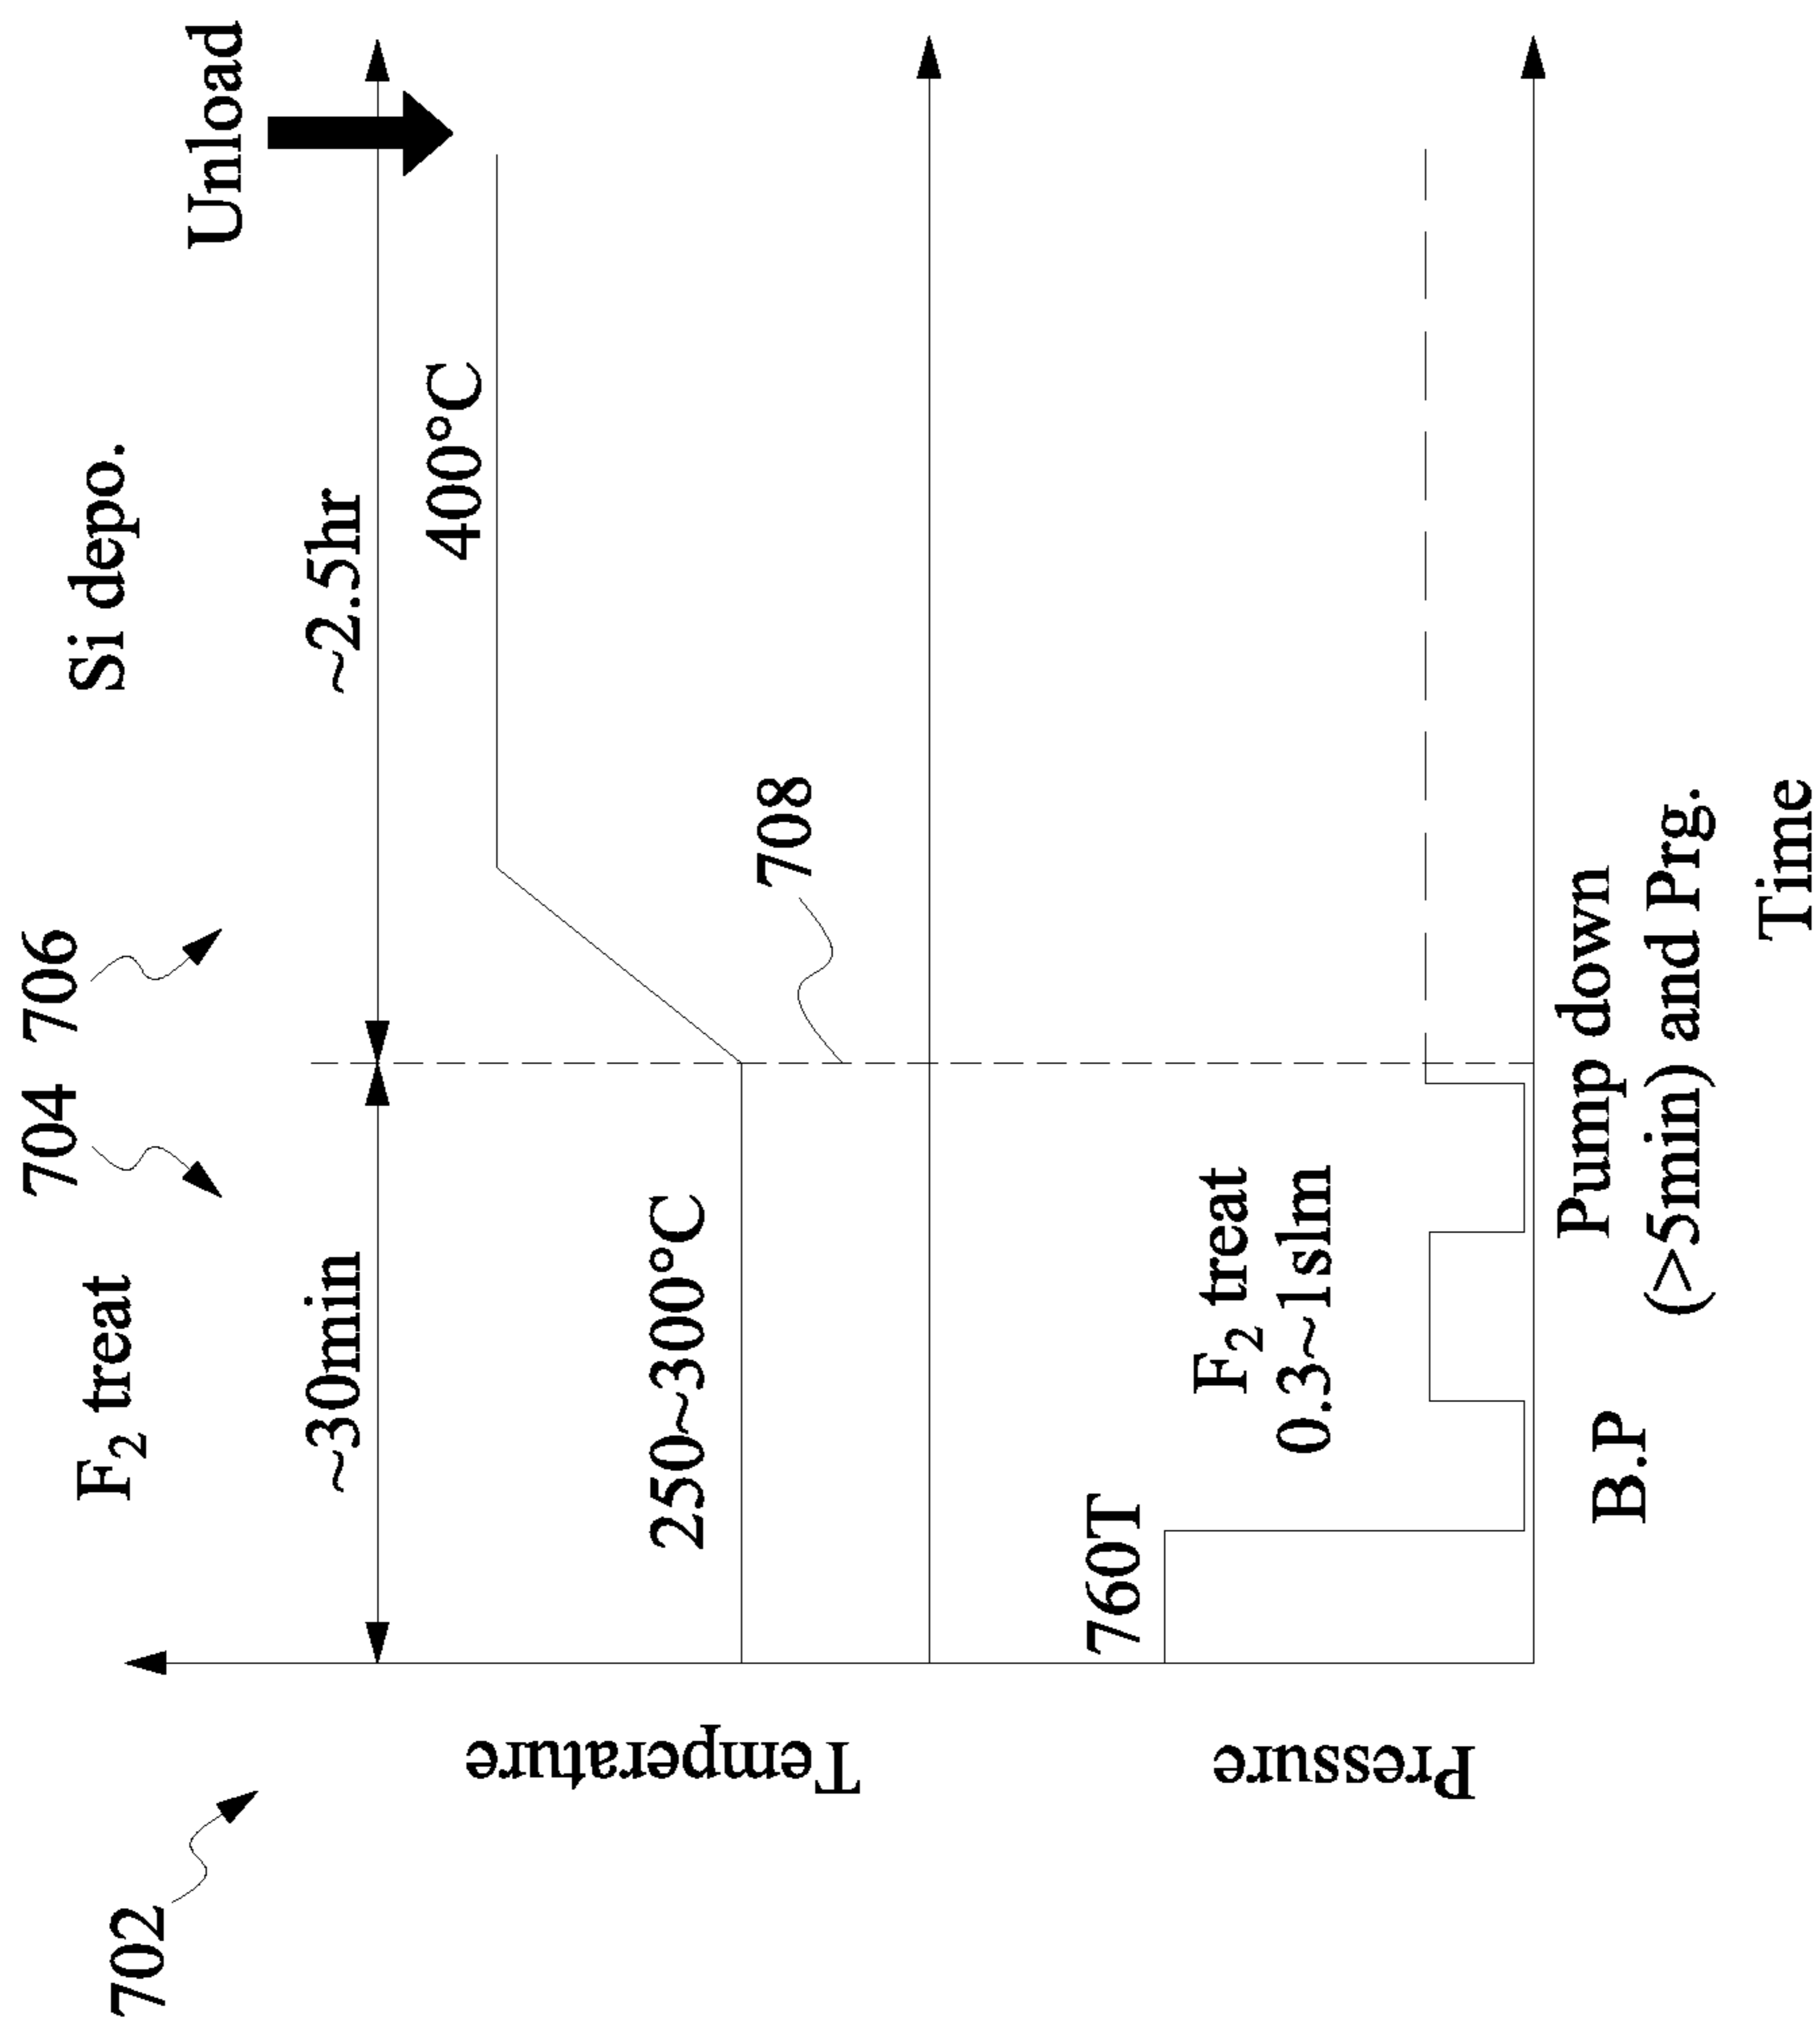 702
704
706
F2 treat
Si depo.
Unload
~30min
~2.5hr
400°C
250~300°C
Temperature
708
760T
F2 treat
0.3~1slm
Pressure
B.P
Pump down
(>5min) and Prg.
Time